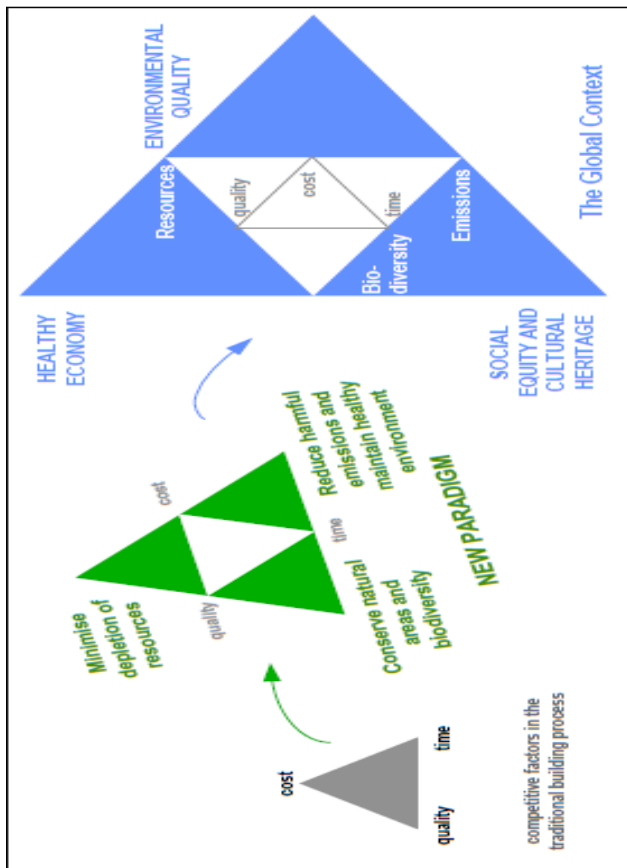 cost
quality
time
competitive factors in the
traditional building process
Minimise
depletion of
resources
cost
quality
time
Conserve natural
areas and
biodiversity
Reduce harmful
emissions and
maintain healthy
environment
NEW PARADIGM
HEALTHY
ECONOMY
ENVIRONMENTAL
QUALITY
Resources
quality
cost
time
Bio-
diversity
Emissions
SOCIAL
EQUITY AND
CULTURAL
HERITAGE
The Global Context